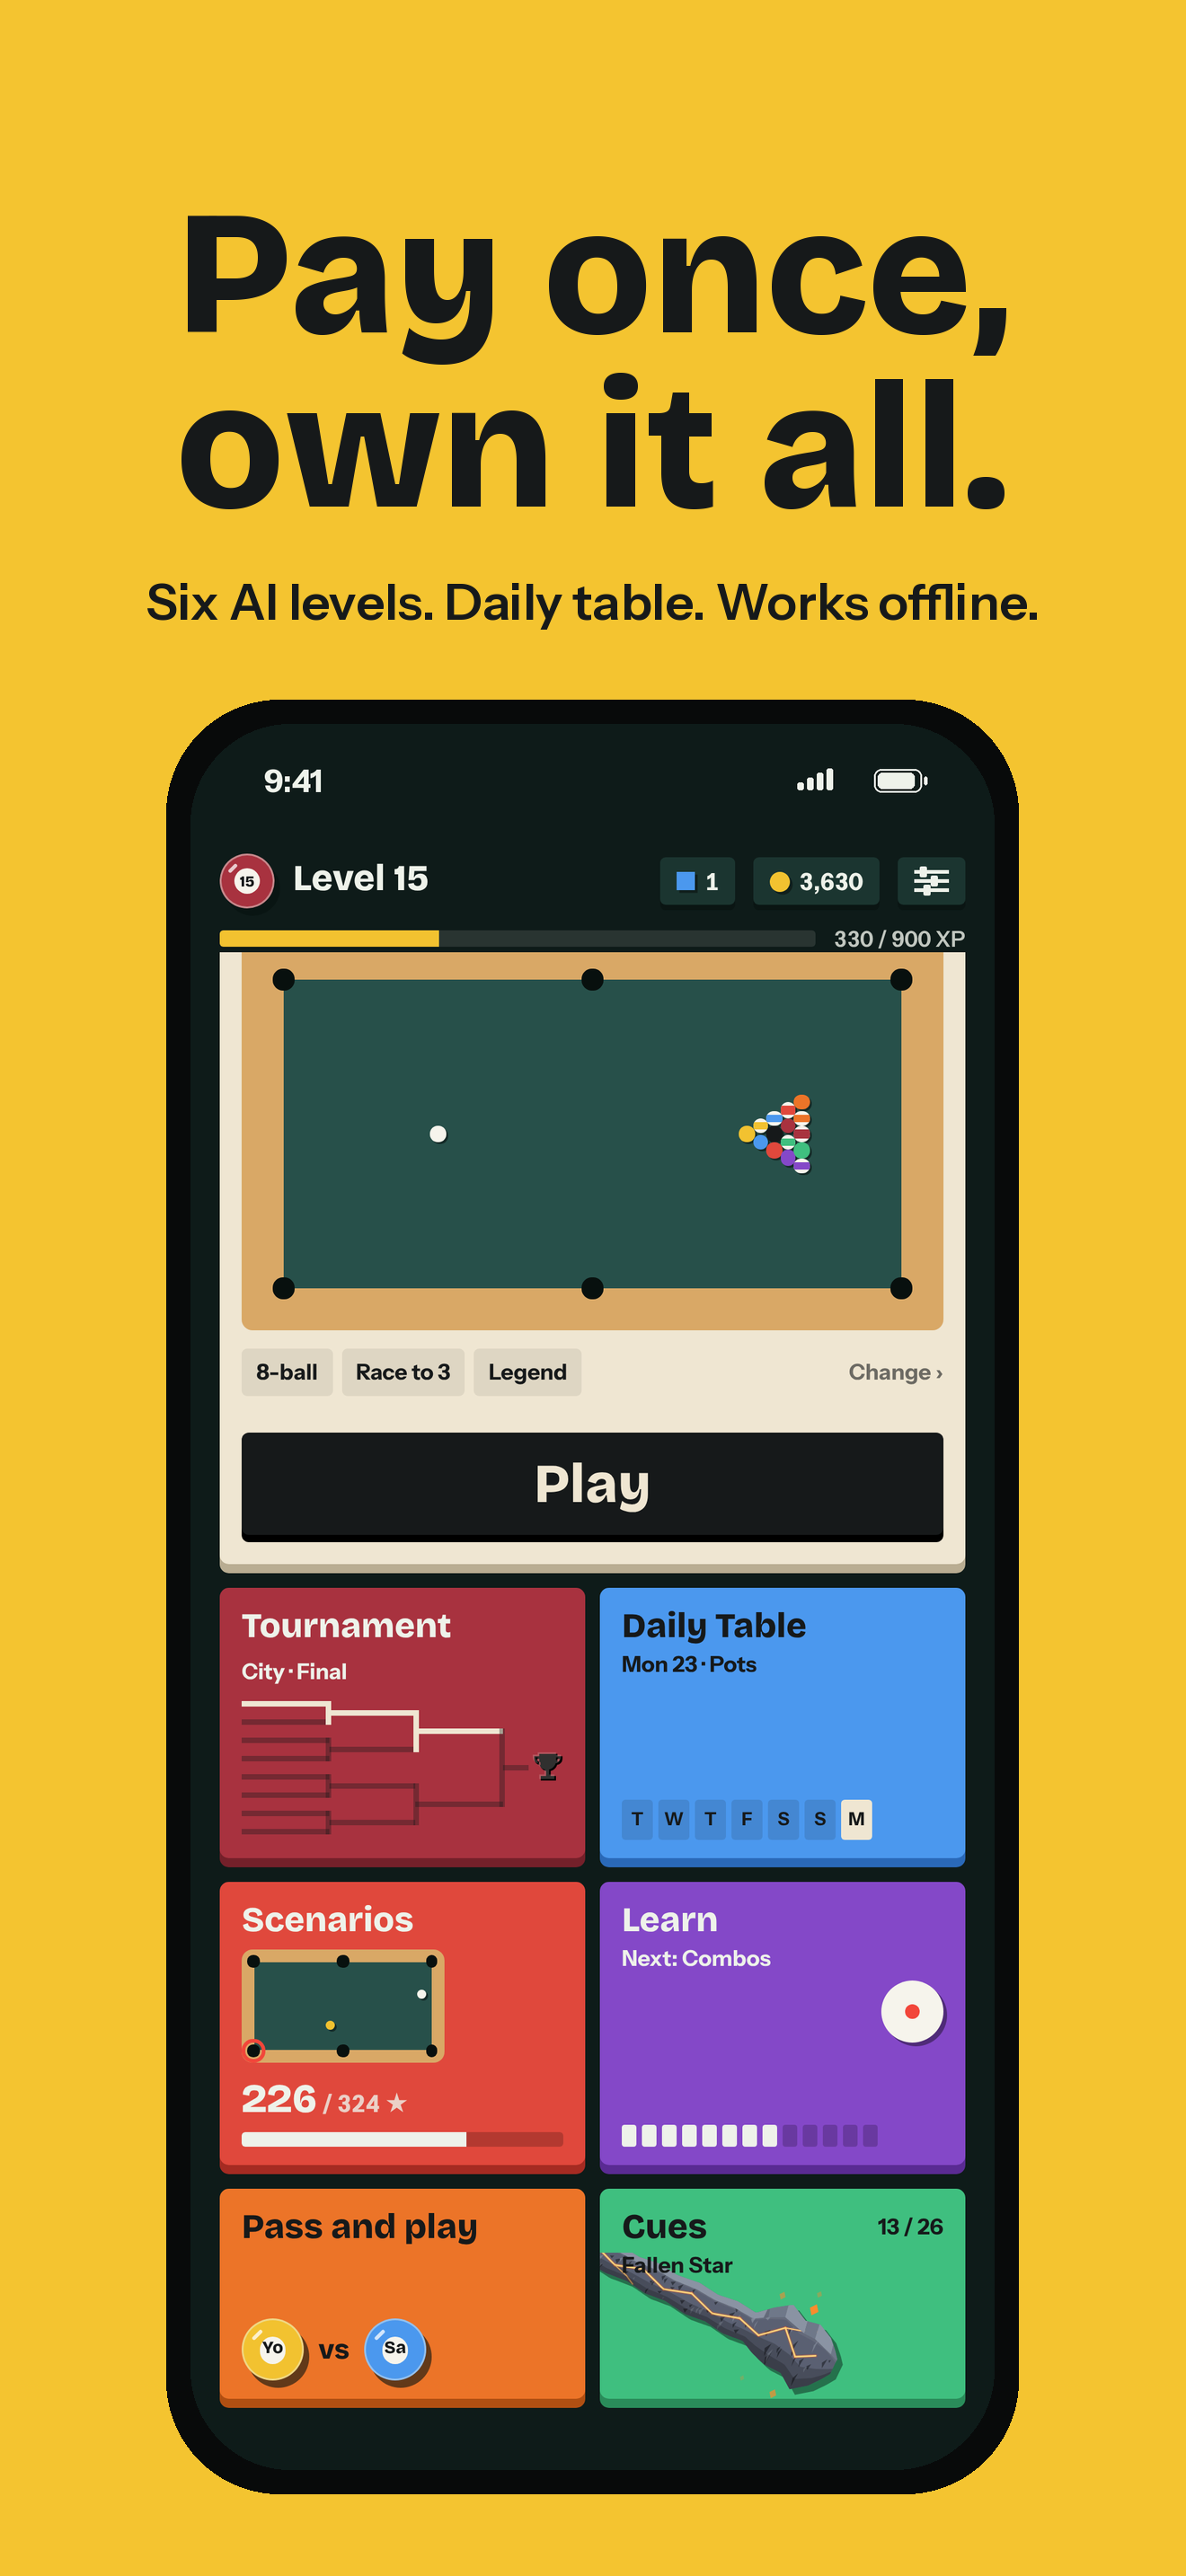 Pay once,
own it all.
Six AI levels. Daily table. Works offline.
9:41
15 Level 15 1 3,630
330 / 900 XP
8-ball Race to 3 Legend Change ›
Play
Tournament
City · Final
Daily Table
Mon 23 · Pots
T W T F S S M
Scenarios
226 / 324 ★
Learn
Next: Combos
Pass and play
Yo vs Sa
Cues 13 / 26
Fallen Star